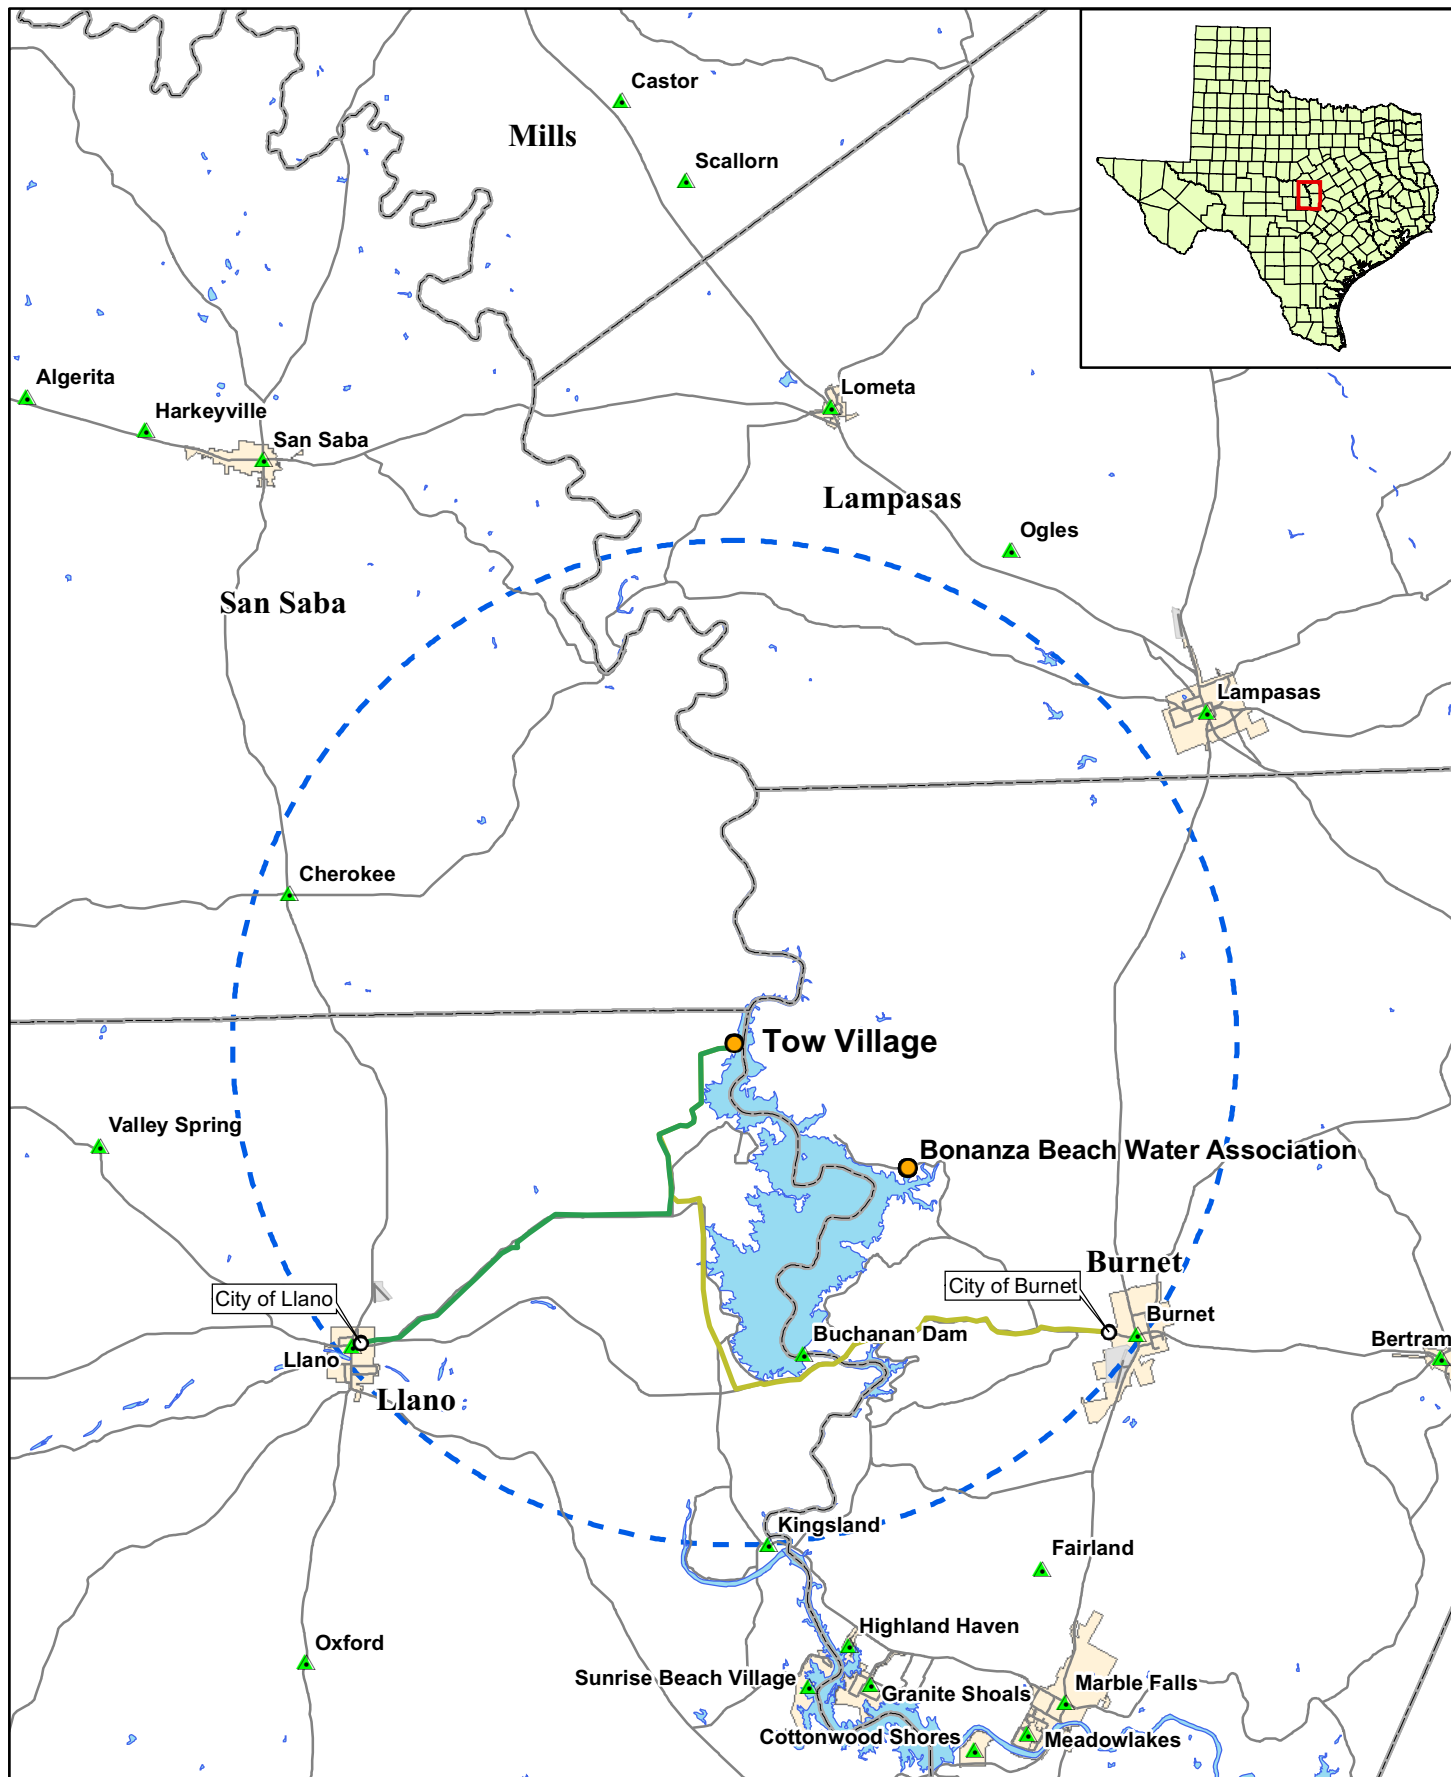 Castor
Mills
Scallorn
Algerita
Harkeyville
San Saba
Lometa
Lampasas
Ogles
San Saba
Lampasas
Cherokee
Tow Village
Valley Spring
Bonanza Beach Water Association
Burnet
City of Burnet
City of Llano
Burnet
Buchanan Dam
Bertram
Llano
Llano
Kingsland
Fairland
Highland Haven
Oxford
Sunrise Beach Village
Granite Shoals
Marble Falls
Cottonwood Shores
Meadowlakes